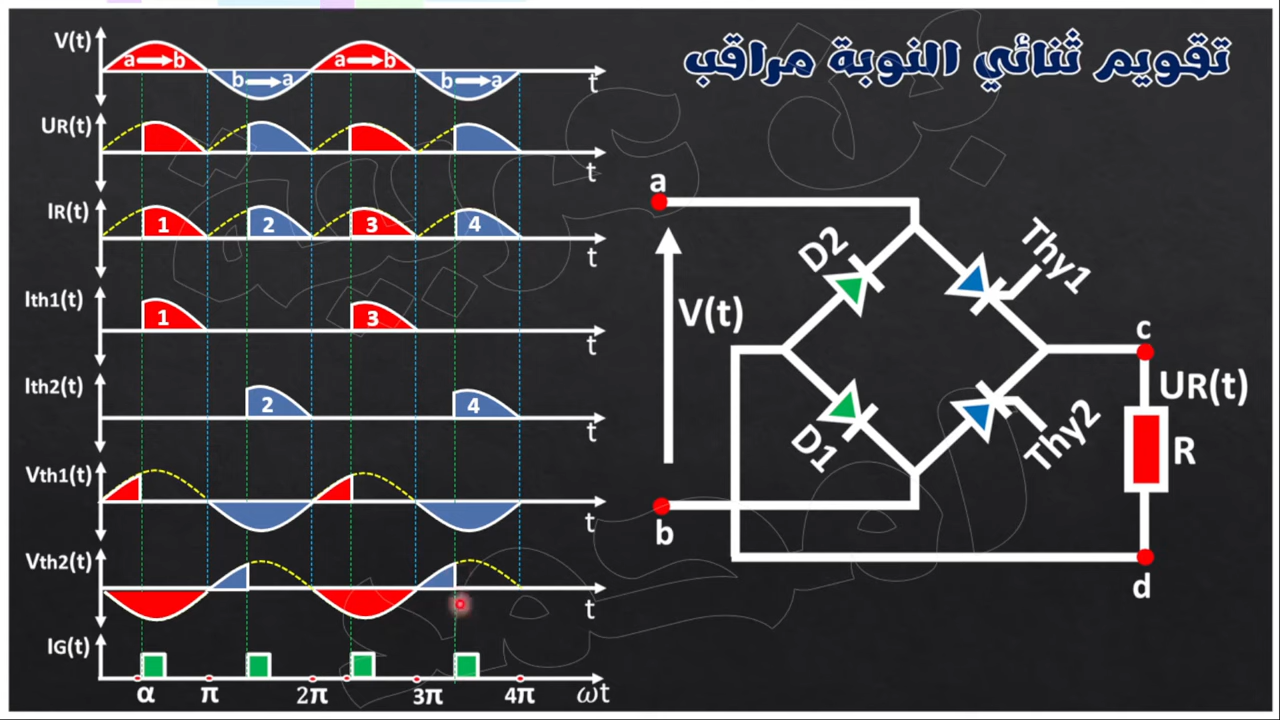 تقويم ثنائي النوبة مراقب
V(t)
a b
b a
a b
b a
t
UR(t)
t
IR(t)
1
2
3
4
t
Ith1(t)
1
3
t
Ith2(t)
2
4
t
Vth1(t)
t
Vth2(t)
t
IG(t)
α
π
2π
3π
4π
ωt
a
D2
Thy1
V(t)
c
UR(t)
R
D1
Thy2
b
d